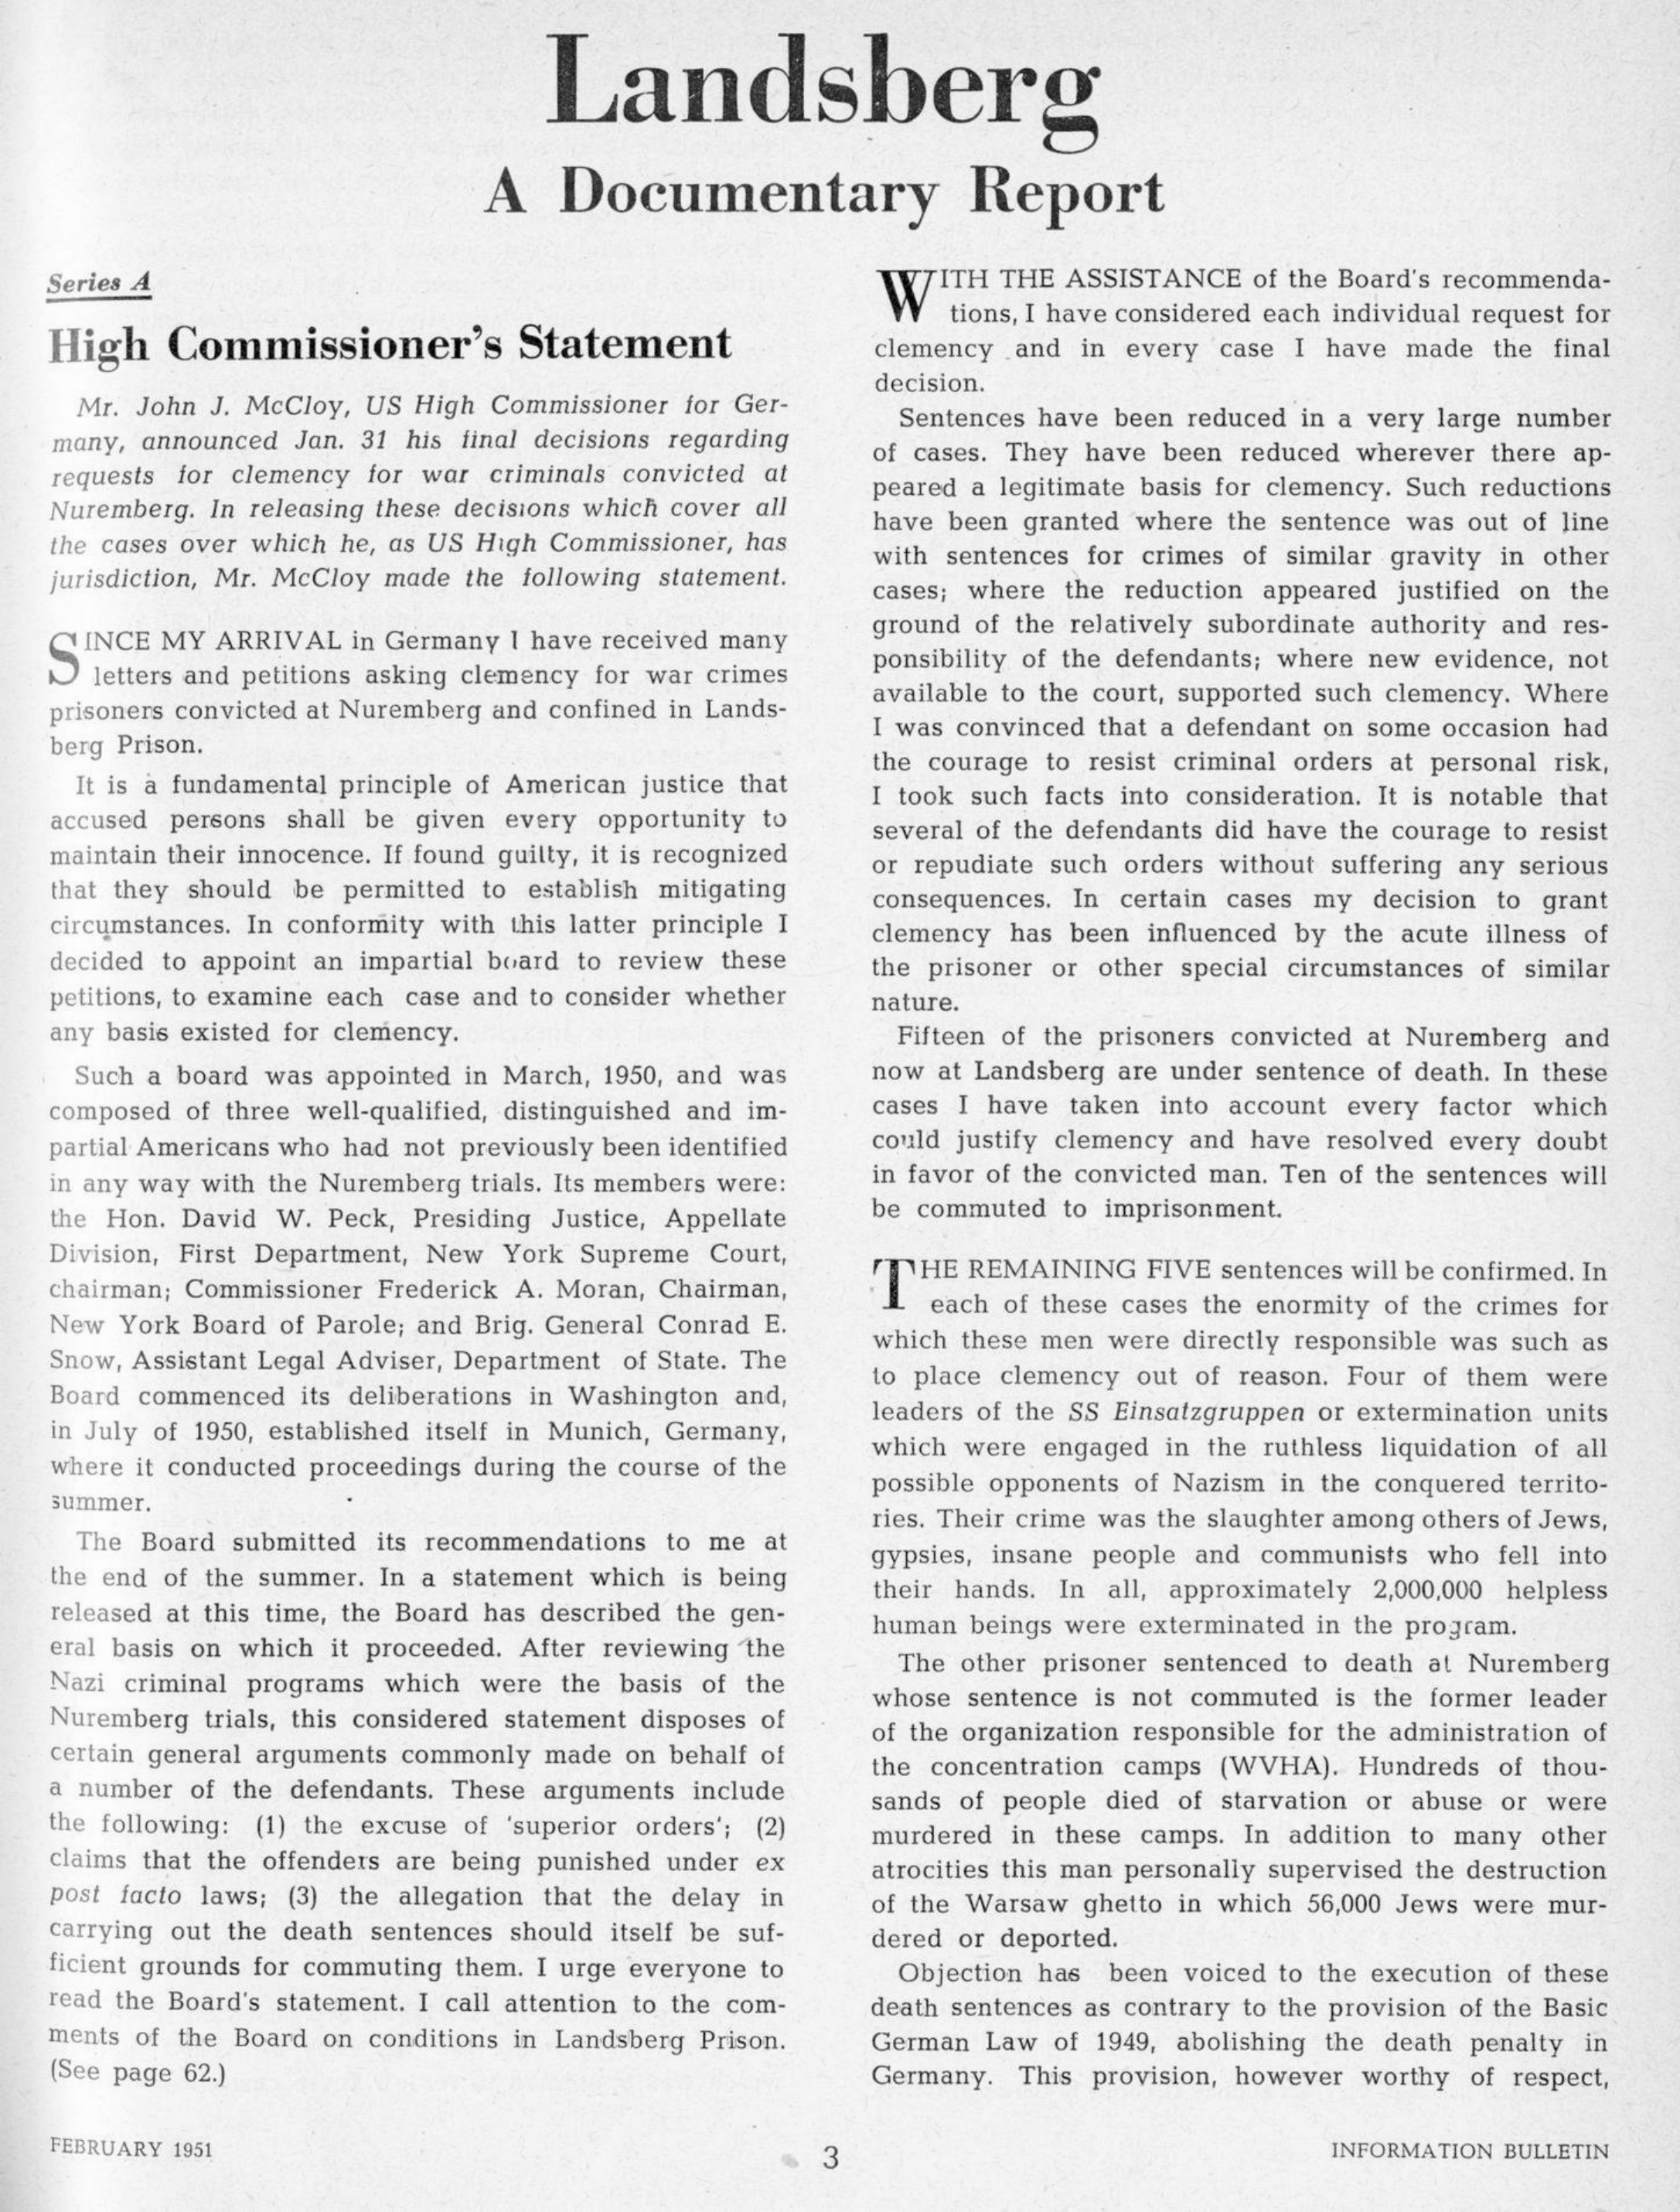 Landsberg
A Documentary Report
Series A
High Commissioner's Statement
Mr. John J. McCloy, US High Commissioner for Ger-
many, announced Jan. 31 his final decisions regarding
requests for clemency for war criminals convicted at
Nuremberg. In releasing these decisions which cover all
the cases over which he, as US High Commissioner, has
jurisdiction, Mr. McCloy made the following statement.
SINCE MY ARRIVAL in Germany I have received many
letters and petitions asking clemency for war crimes
prisoners convicted at Nuremberg and confined in Lands-
berg Prison.
It is a fundamental principle of American justice that
accused persons shall be given every opportunity to
maintain their innocence. If found guilty, it is recognized
that they should be permitted to establish mitigating
circumstances. In conformity with this latter principle I
decided to appoint an impartial board to review these
petitions, to examine each case and to consider whether
any basis existed for clemency.
Such a board was appointed in March, 1950, and was
composed of three well-qualified, distinguished and im-
partial Americans who had not previously been identified
in any way with the Nuremberg trials. Its members were:
the Hon. David W. Peck, Presiding Justice, Appellate
Division, First Department, New York Supreme Court,
chairman; Commissioner Frederick A. Moran, Chairman,
New York Board of Parole; and Brig. General Conrad E.
Snow, Assistant Legal Adviser, Department of State. The
Board commenced its deliberations in Washington and,
in July of 1950, established itself in Munich, Germany,
where it conducted proceedings during the course of the
summer.
The Board submitted its recommendations to me at
the end of the summer. In a statement which is being
released at this time, the Board has described the gen-
eral basis on which it proceeded. After reviewing the
Nazi criminal programs which were the basis of the
Nuremberg trials, this considered statement disposes of
certain general arguments commonly made on behalf of
a number of the defendants. These arguments include
the following: (1) the excuse of 'superior orders'; (2)
claims that the offenders are being punished under ex
post facto laws; (3) the allegation that the delay in
carrying out the death sentences should itself be suf-
ficient grounds for commuting them. I urge everyone to
read the Board's statement. I call attention to the com-
ments of the Board on conditions in Landsberg Prison.
(See page 62.)
WITH THE ASSISTANCE of the Board's recommenda-
tions, I have considered each individual request for
clemency and in every case I have made the final
decision.
Sentences have been reduced in a very large number
of cases. They have been reduced wherever there ap-
peared a legitimate basis for clemency. Such reductions
have been granted where the sentence was out of line
with sentences for crimes of similar gravity in other
cases; where the reduction appeared justified on the
ground of the relatively subordinate authority and res-
ponsibility of the defendants; where new evidence, not
available to the court, supported such clemency. Where
I was convinced that a defendant on some occasion had
the courage to resist criminal orders at personal risk,
I took such facts into consideration. It is notable that
several of the defendants did have the courage to resist
or repudiate such orders without suffering any serious
consequences. In certain cases my decision to grant
clemency has been influenced by the acute illness of
the prisoner or other special circumstances of similar
nature.
Fifteen of the prisoners convicted at Nuremberg and
now at Landsberg are under sentence of death. In these
cases I have taken into account every factor which
could justify clemency and have resolved every doubt
in favor of the convicted man. Ten of the sentences will
be commuted to imprisonment.
THE REMAINING FIVE sentences will be confirmed. In
each of these cases the enormity of the crimes for
which these men were directly responsible was such as
to place clemency out of reason. Four of them were
leaders of the SS Einsatzgruppen or extermination units
which were engaged in the ruthless liquidation of all
possible opponents of Nazism in the conquered territo-
ries. Their crime was the slaughter among others of Jews,
gypsies, insane people and communists who fell into
their hands. In all, approximately 2,000,000 helpless
human beings were exterminated in the program.
The other prisoner sentenced to death at Nuremberg
whose sentence is not commuted is the former leader
of the organization responsible for the administration of
the concentration camps (WVHA). Hundreds of thou-
sands of people died of starvation or abuse or were
murdered in these camps. In addition to many other
atrocities this man personally supervised the destruction
of the Warsaw ghetto in which 56,000 Jews were mur-
dered or deported.
Objection has been voiced to the execution of these
death sentences as contrary to the provision of the Basic
German Law of 1949, abolishing the death penalty in
Germany. This provision, however worthy of respect,
FEBRUARY 1951
3
INFORMATION BULLETIN